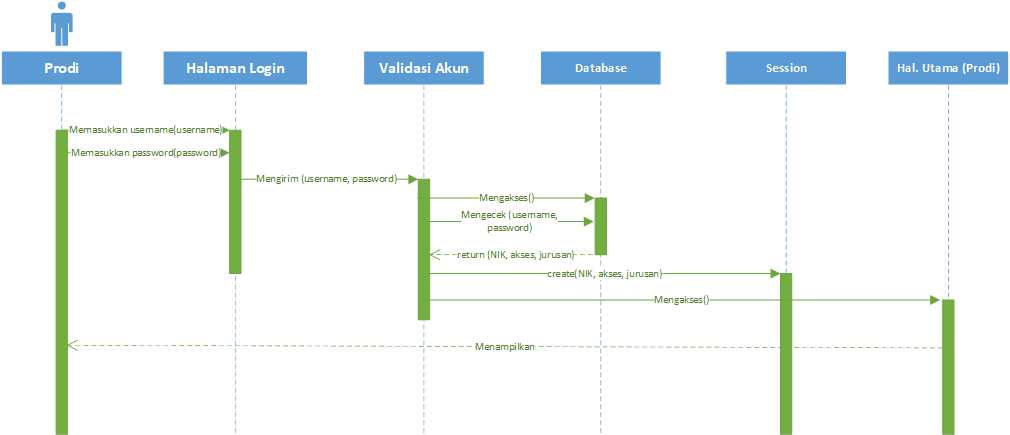 Prodi
Halaman Login
Validasi Akun
Database
Session
Hal. Utama (Prodi)
Memasukkan username(username)
Memasukkan password(password)
Mengirim (username, password)
Mengakses()
Mengecek (username,
password)
return (NIK, akses, jurusan)
create(NIK, akses, jurusan)
Mengakses()
Menampilkan